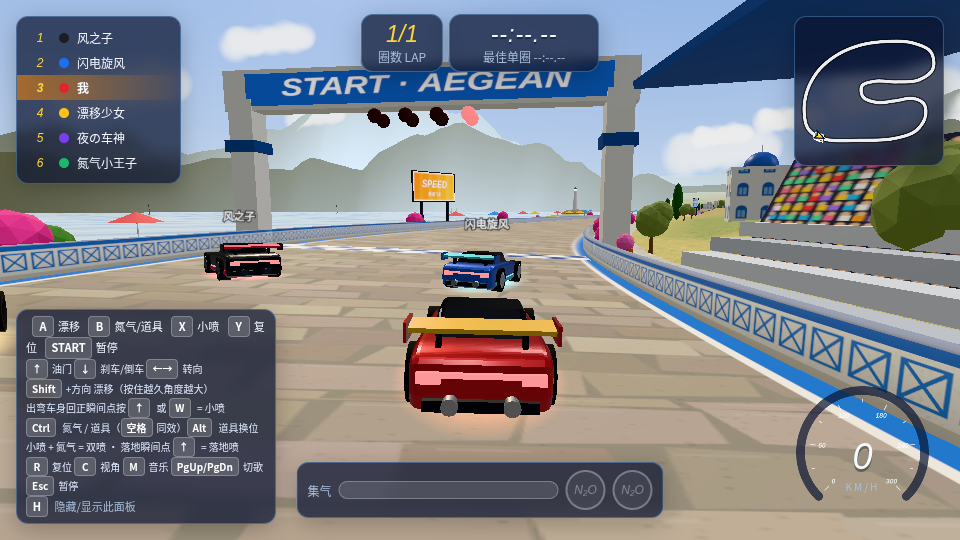 1 风之子
2 闪电旋风
3 我
4 漂移少女
5 夜の车神
6 氮气小王子
1/1
圈数 LAP
--:--.--
最佳单圈 --:--.--
START · AEGEAN
SPEED
风之子
闪电旋风
A 漂移 B 氮气/道具 X 小喷 Y 复
位 START 暂停
↑ 油门 ↓ 刹车/倒车 ←→ 转向
Shift +方向 漂移（按住越久角度越大）
出弯车身回正瞬间点按 ↑ 或 W = 小喷
Ctrl 氮气 / 道具（空格 同效） Alt 道具换位
小喷 + 氮气 = 双喷 · 落地瞬间点 ↑ = 落地喷
R 复位 C 视角 M 音乐 PgUp/PgDn 切歌
Esc 暂停
H 隐藏/显示此面板
集气
N₂O
N₂O
60
180
0
300
0
KM/H